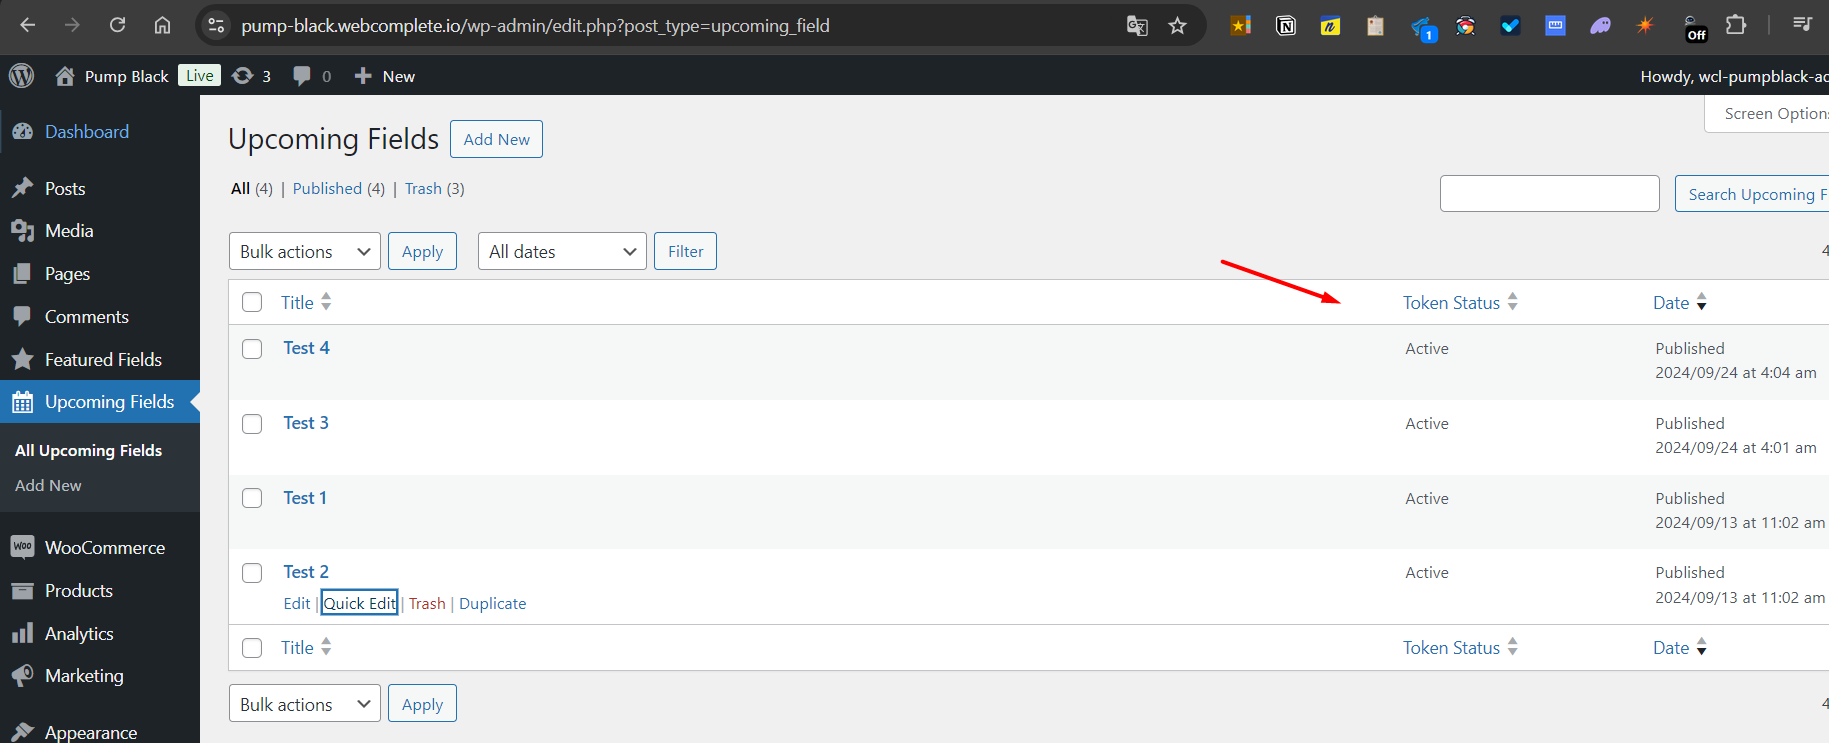 pump-black.webcomplete.io/wp-admin/edit.php?post_type=upcoming_field
1
Off
Pump Black Live 3 0 New
Howdy, wcl-pumpblack-ad
Dashboard
Posts
Media
Pages
Comments
Featured Fields
Upcoming Fields
All Upcoming Fields
Add New
WooCommerce
Products
Analytics
Marketing
Appearance
Screen Options
Upcoming Fields Add New
All (4) | Published (4) | Trash (3)
Search Upcoming F
Bulk actions Apply All dates Filter
4
Title Token Status Date
Test 4 Active Published
2024/09/24 at 4:04 am
Test 3 Active Published
2024/09/24 at 4:01 am
Test 1 Active Published
2024/09/13 at 11:02 am
Test 2 Active Published
Edit | Quick Edit | Trash | Duplicate 2024/09/13 at 11:02 am
Title Token Status Date
Bulk actions Apply
4